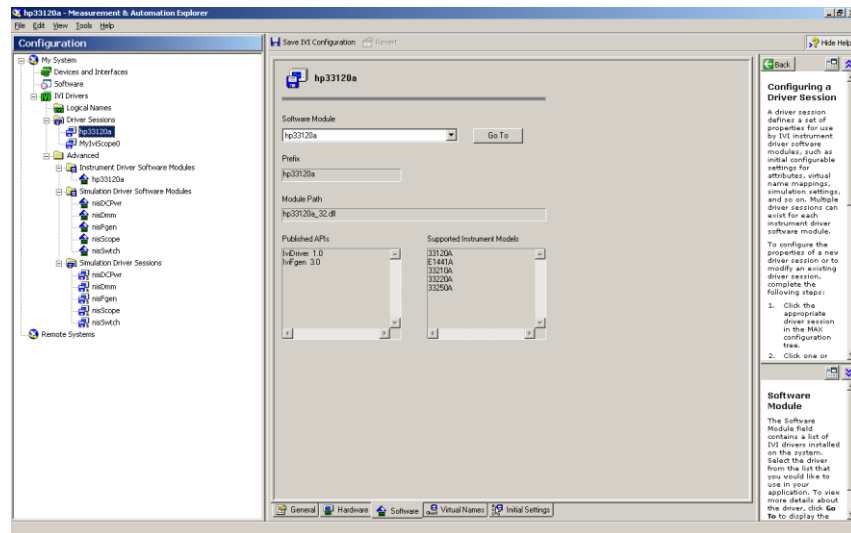 hp33120a - Measurement & Automation Explorer
File Edit View Tools Help
Configuration
My System
Devices and Interfaces
Software
IVI Drivers
Logical Names
Driver Sessions
hp33120a
MyIviScope0
Advanced
Instrument Driver Software Modules
hp33120a
Simulation Driver Software Modules
nisDCPwr
nisDmm
nisFgen
nisScope
nisSwtch
Simulation Driver Sessions
nisDCPwr
nisDmm
nisFgen
nisScope
nisSwtch
Remote Systems
Save IVI Configuration Revert
Hide Help
hp33120a
Software Module
hp33120a Go To
Prefix
hp33120a
Module Path
hp33120a_32.dll
Published APIs
IviDriver 1.0
IviFgen 3.0
Supported Instrument Models
33120A
E1441A
33210A
33220A
33250A
General Hardware Software Virtual Names Initial Settings
Back
Configuring a
Driver Session
A driver session
defines a set of
properties for use
by IVI instrument
driver software
modules, such as
initial configurable
settings for
attributes, virtual
name mappings,
simulation settings,
and so on. Multiple
driver sessions can
exist for each
instrument driver
software module.
To configure the
properties of a new
driver session or to
modify an existing
driver session,
complete the
following steps:
1. Click the
appropriate
driver session
in the MAX
configuration
tree.
2. Click one or
Software
Module
The Software
Module field
contains a list of
IVI drivers installed
on the system.
Select the driver
from the list that
you would like to
use in your
application. To view
more details about
the driver, click Go
To to display the